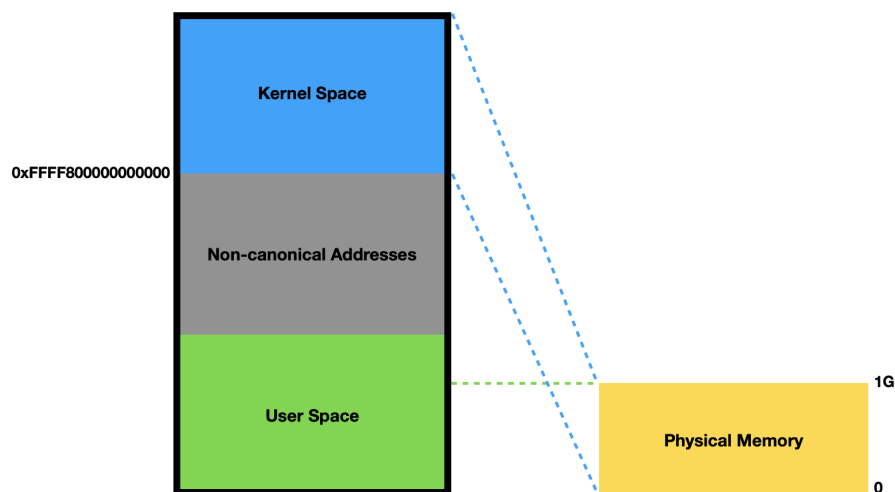 Kernel Space
0xFFFF800000000000
Non-canonical Addresses
User Space
1G
Physical Memory
0